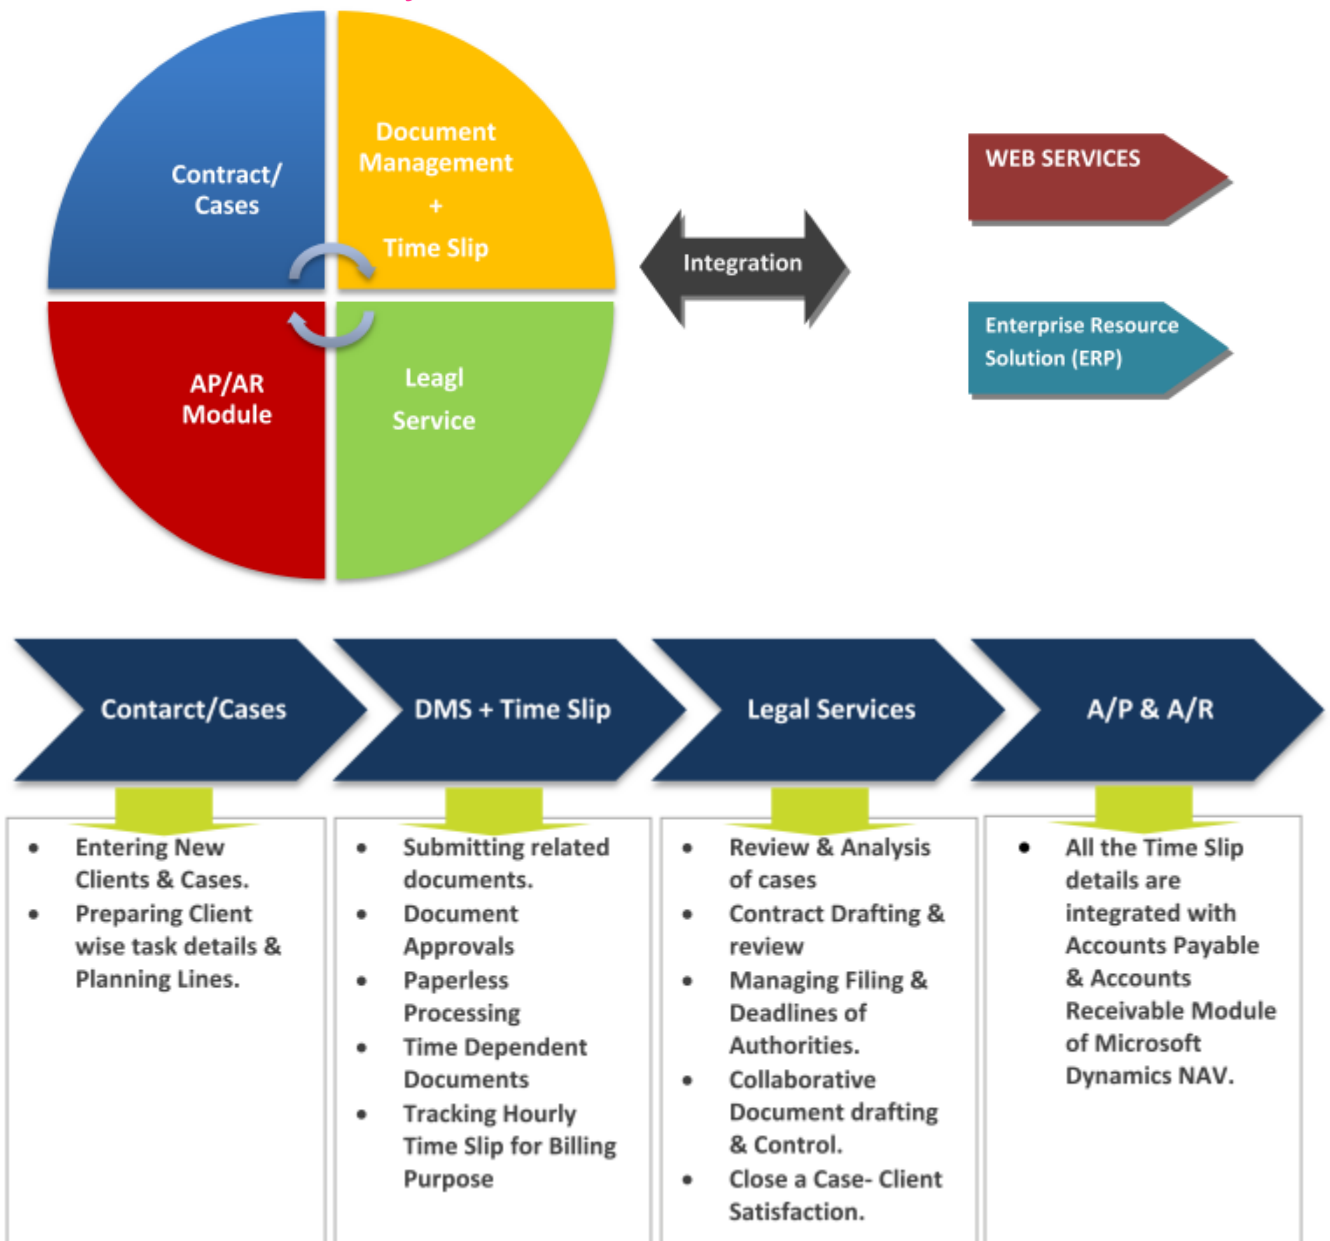 Contract/
Cases
Document
Management
+
Time Slip
AP/AR
Module
Leagl
Service
Integration
WEB SERVICES
Enterprise Resource
Solution (ERP)
Contarct/Cases
DMS + Time Slip
Legal Services
A/P & A/R
• Entering New
Clients & Cases.
• Preparing Client
wise task details &
Planning Lines.
• Submitting related
documents.
• Document
Approvals
• Paperless
Processing
• Time Dependent
Documents
• Tracking Hourly
Time Slip for Billing
Purpose
• Review & Analysis
of cases
• Contract Drafting &
review
• Managing Filing &
Deadlines of
Authorities.
• Collaborative
Document drafting
& Control.
• Close a Case- Client
Satisfaction.
• All the Time Slip
details are
integrated with
Accounts Payable
& Accounts
Receivable Module
of Microsoft
Dynamics NAV.